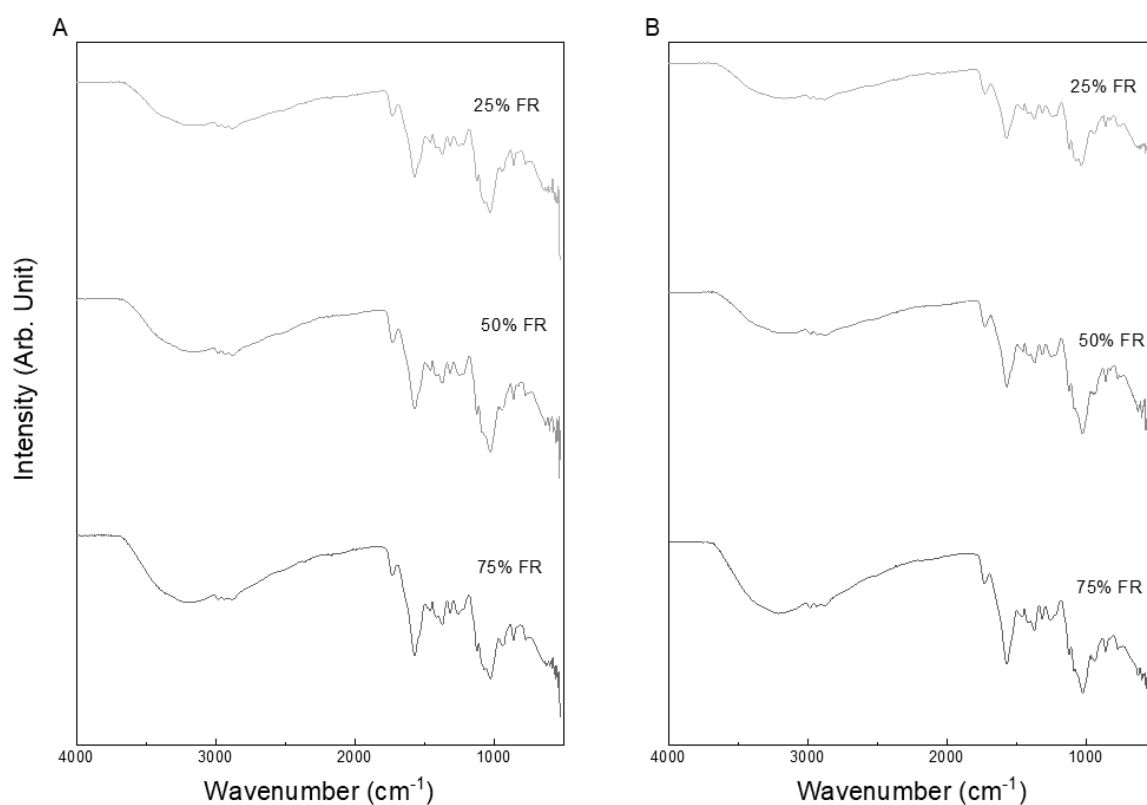 A
25% FR
50% FR
75% FR
Intensity (Arb. Unit)
4000
3000
2000
1000
Wavenumber (cm⁻¹)
B
25% FR
50% FR
75% FR
4000
3000
2000
1000
Wavenumber (cm⁻¹)